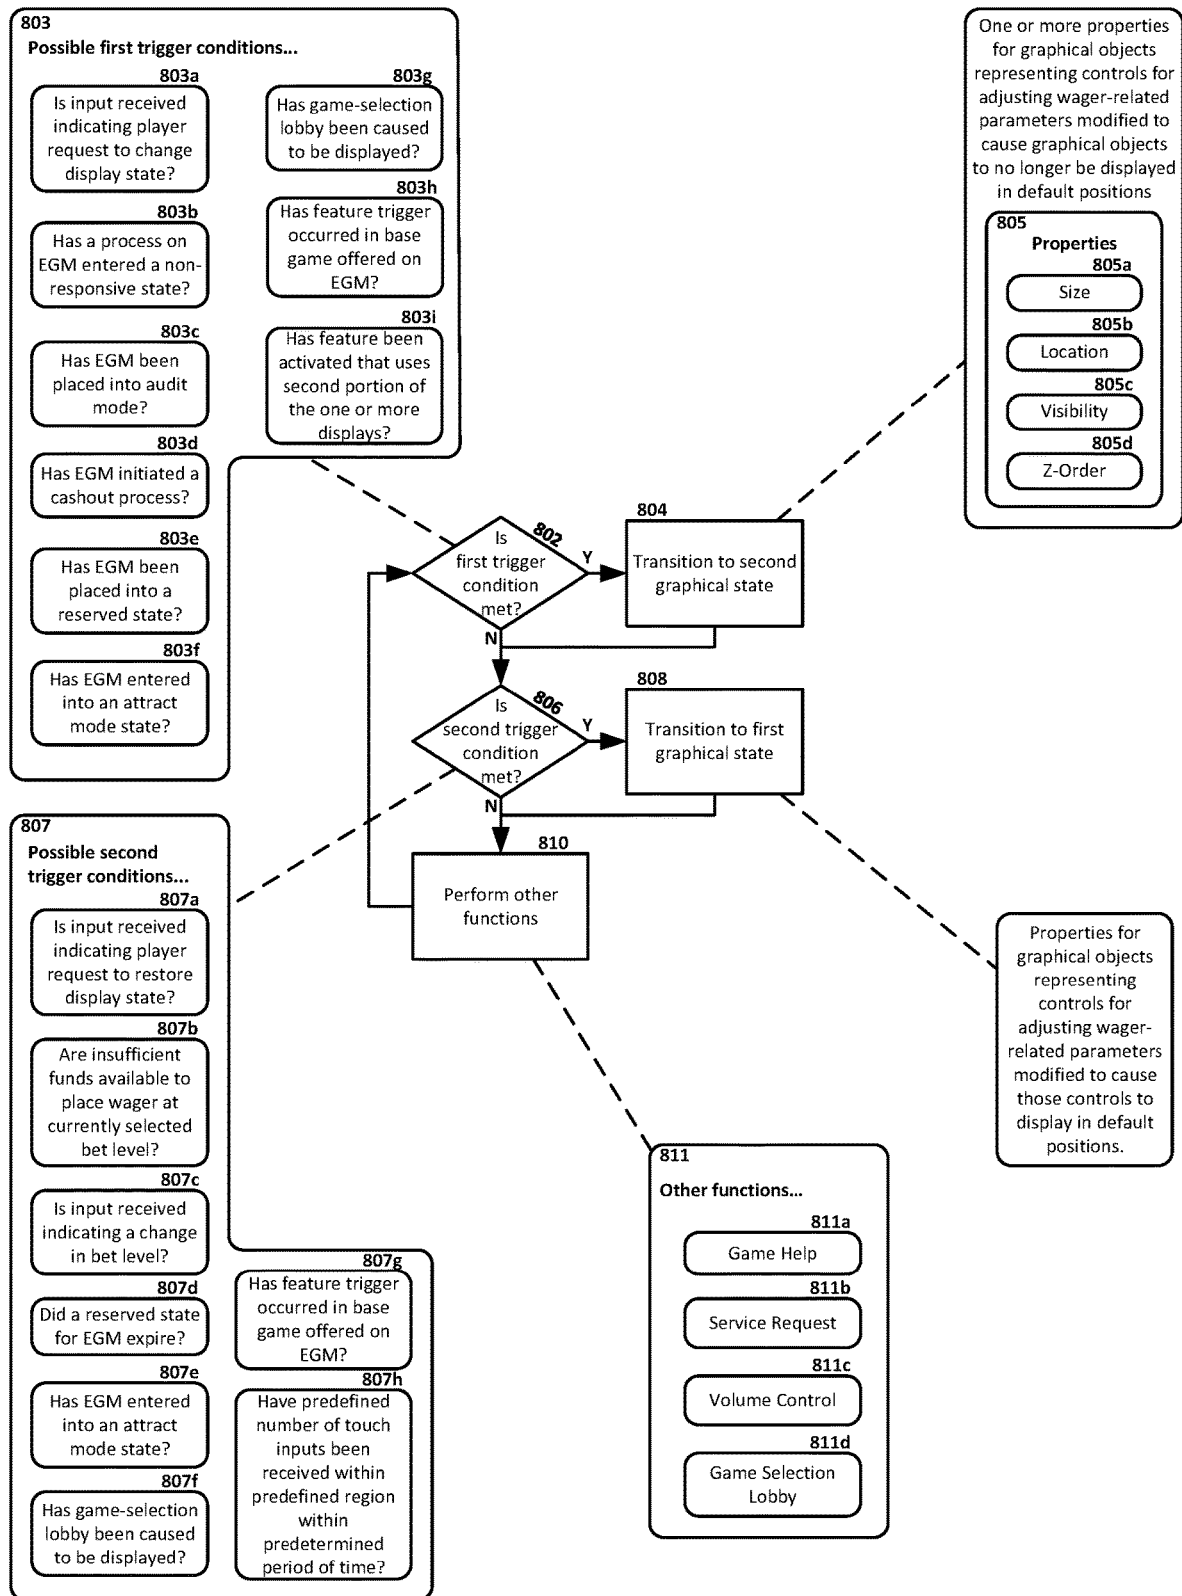 803
Possible first trigger conditions...
803a
Is input received
indicating player
request to change
display state?
803b
Has a process on
EGM entered a non-
responsive state?
803c
Has EGM been
placed into audit
mode?
803d
Has EGM initiated a
cashout process?
803e
Has EGM been
placed into a
reserved state?
803f
Has EGM entered
into an attract
mode state?
803g
Has game-selection
lobby been caused
to be displayed?
803h
Has feature trigger
occurred in base
game offered on
EGM?
803i
Has feature been
activated that uses
second portion of
the one or more
displays?
One or more properties
for graphical objects
representing controls for
adjusting wager-related
parameters modified to
cause graphical objects
to no longer be displayed
in default positions
805
Properties
805a
Size
805b
Location
805c
Visibility
805d
Z-Order
802
Is
first trigger
condition
met?
Y
N
804
Transition to second
graphical state
806
Is
second trigger
condition
met?
Y
N
808
Transition to first
graphical state
810
Perform other
functions
807
Possible second
trigger conditions...
807a
Is input received
indicating player
request to restore
display state?
807b
Are insufficient
funds available to
place wager at
currently selected
bet level?
807c
Is input received
indicating a change
in bet level?
807d
Did a reserved state
for EGM expire?
807e
Has EGM entered
into an attract
mode state?
807f
Has game-selection
lobby been caused
to be displayed?
807g
Has feature trigger
occurred in base
game offered on
EGM?
807h
Have predefined
number of touch
inputs been
received within
predefined region
within
predetermined
period of time?
Properties for
graphical objects
representing
controls for
adjusting wager-
related parameters
modified to cause
those controls to
display in default
positions.
811
Other functions...
811a
Game Help
811b
Service Request
811c
Volume Control
811d
Game Selection
Lobby